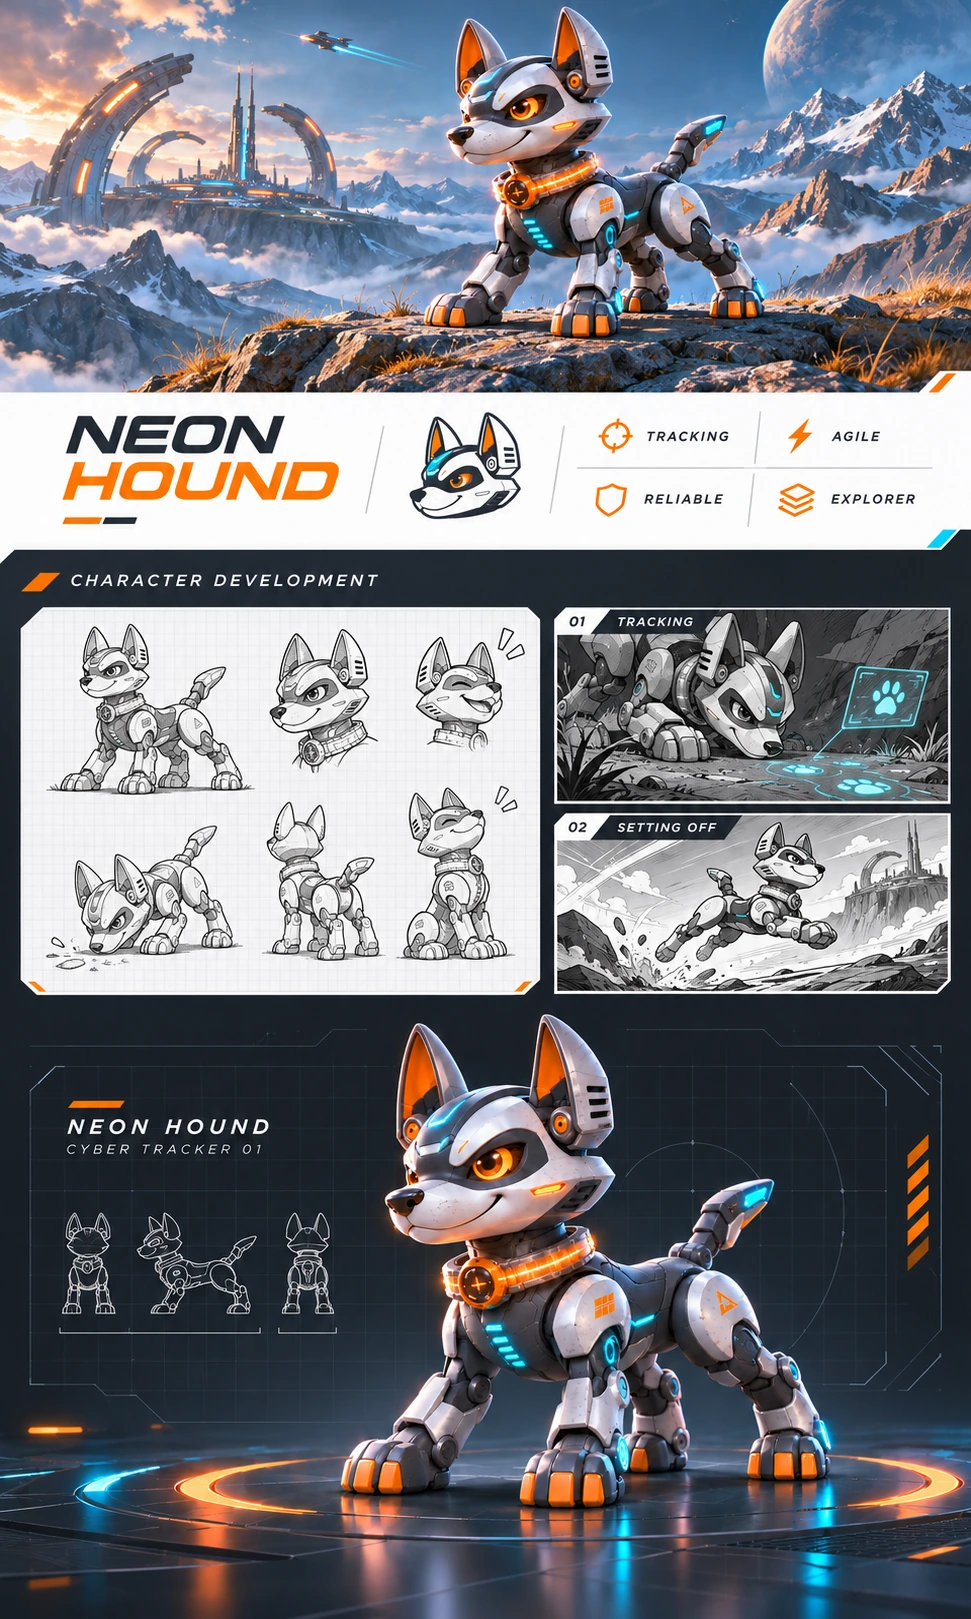 NEON
HOUND
TRACKING
AGILE
RELIABLE
EXPLORER
CHARACTER DEVELOPMENT
01 TRACKING
02 SETTING OFF
NEON HOUND
CYBER TRACKER 01